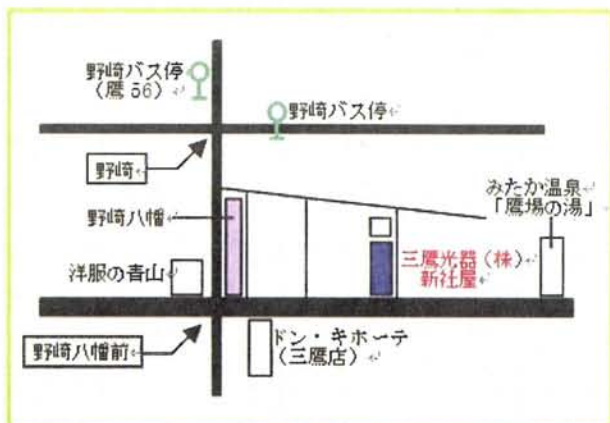 野崎バス停
(鷹56)
野崎バス停
野崎
みたか温泉
「鷹場の湯」
野崎八幡
三鷹光器(株)
新社屋
洋服の青山
野崎八幡前
ドン・キホーテ
(三鷹店)